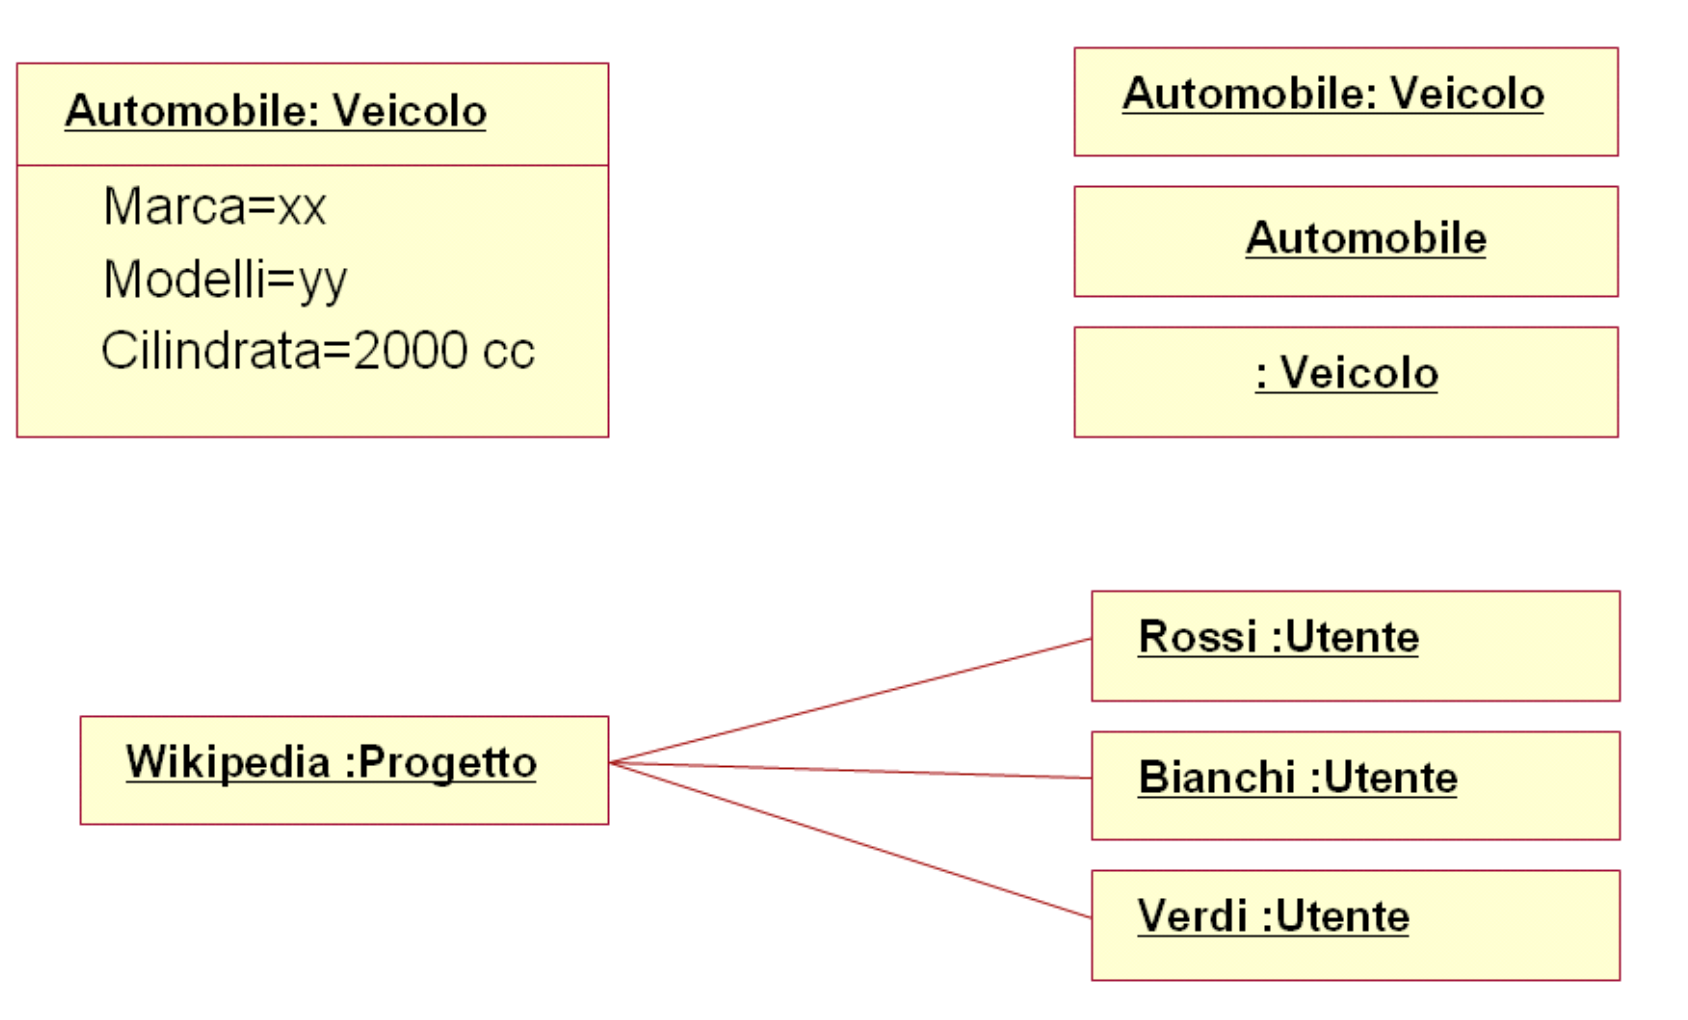 Automobile: Veicolo
Marca=xx
Modelli=yy
Cilindrata=2000 cc
Automobile: Veicolo
Automobile
: Veicolo
Wikipedia :Progetto
Rossi :Utente
Bianchi :Utente
Verdi :Utente